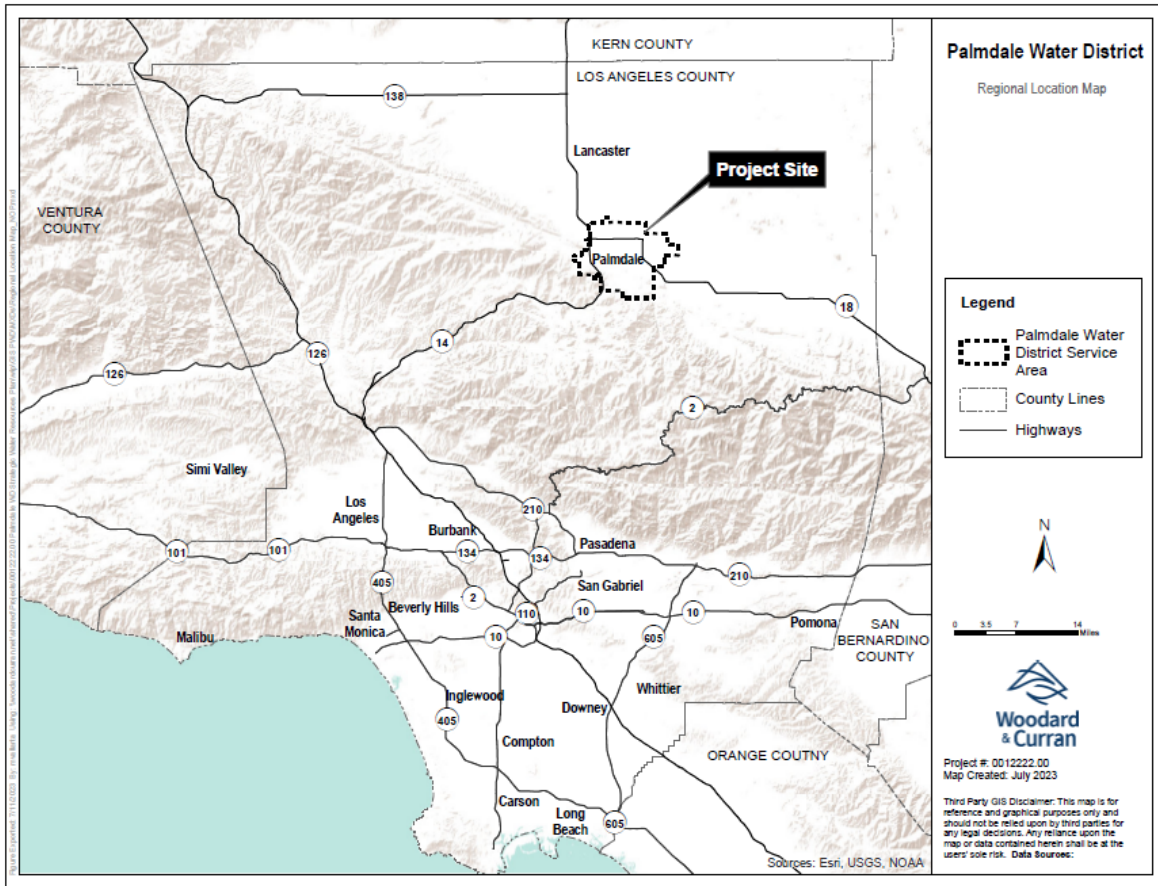 KERN COUNTY
LOS ANGELES COUNTY
138
Lancaster
Project Site
VENTURA
COUNTY
Palmdale
18
14
126
126
2
Simi Valley
Los
Angeles
210
Burbank
Pasadena
101
101
134
134
210
405
San Gabriel
Beverly Hills
2
110
10
10
Santa
Monica
Pomona
SAN
BERNARDINO
COUNTY
Malibu
10
605
Whittier
Inglewood
Downey
405
Compton
ORANGE COUTNY
Carson
Long
Beach
605
Sources: Esri, USGS, NOAA
Palmdale Water District
Regional Location Map
Legend
Palmdale Water
District Service
Area
County Lines
Highways
N
0 3.5 7 14
Miles
Woodard
& Curran
Project #: 0012222.00
Map Created: July 2023
Third Party GIS Disclaimer: This map is for
reference and graphical purposes only and
should not be relied upon by third parties for
any legal decisions. Any reliance upon the
map or data contained herein shall be at the
users' sole risk. Data Sources: